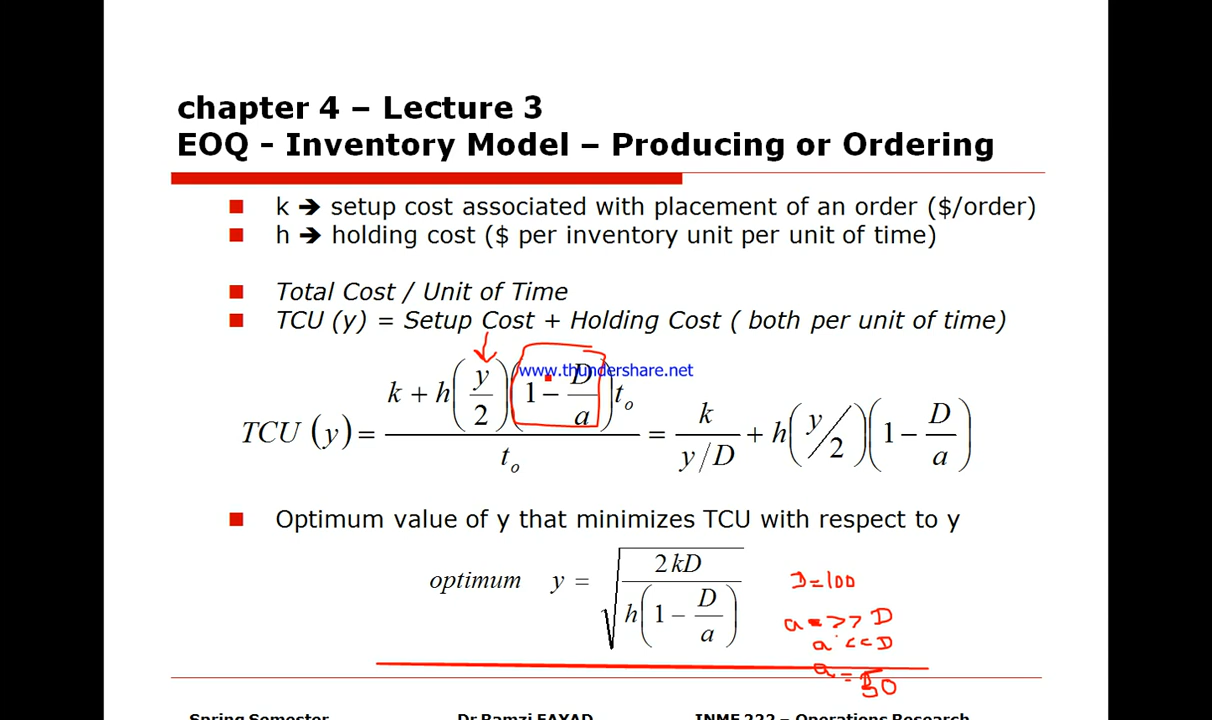 chapter 4 – Lecture 3
EOQ - Inventory Model – Producing or Ordering
k ➔ setup cost associated with placement of an order ($/order)
h ➔ holding cost ($ per inventory unit per unit of time)
Total Cost / Unit of Time
TCU (y) = Setup Cost + Holding Cost ( both per unit of time)
www.thundershare.net
TCU (y) = (k + h(y/2)(1 − D/a)t_o) / t_o = k / (y/D) + h(y/2)(1 − D/a)
Optimum value of y that minimizes TCU with respect to y
optimum y = √(2kD / (h(1 − D/a)))
D=100
a >> D
a << D
a = 50
Spring Semester Dr Ramzi FAYAD INME 222 – Operations Research